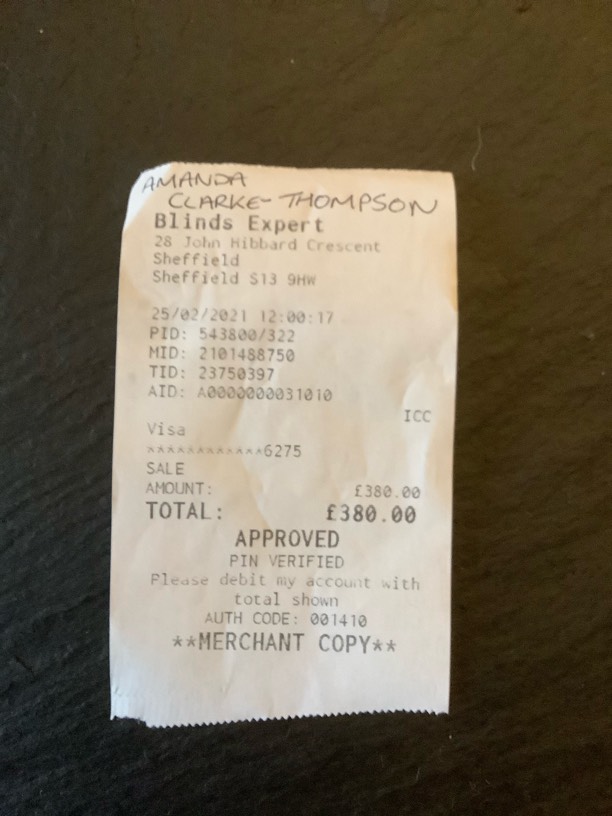 AMANDA
CLARKE-THOMPSON
Blinds Expert
28 John Hibbard Crescent
Sheffield
Sheffield S13 9HW
25/02/2021 12:00:17
PID: 543800/322
MID: 2101488750
TID: 23750397
AID: A0000000031010
ICC
Visa
************6275
SALE
AMOUNT: £380.00
TOTAL: £380.00
APPROVED
PIN VERIFIED
Please debit my account with
total shown
AUTH CODE: 001410
**MERCHANT COPY**